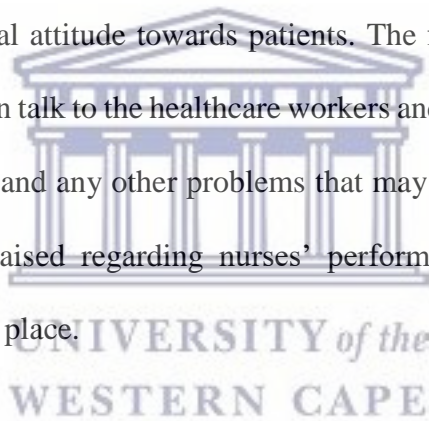 al attitude towards patients. The
n talk to the healthcare workers and
and any other problems that may
aised regarding nurses’ perform
place.
UNIVERSITY of the
WESTERN CAPE